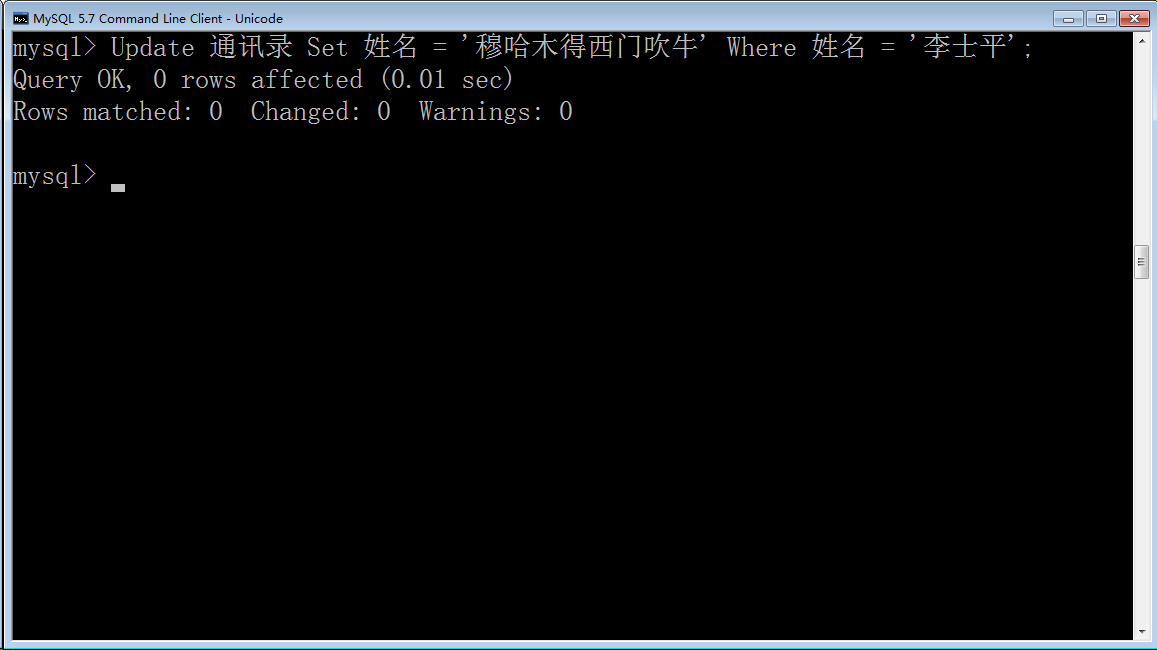 MySQL 5.7 Command Line Client - Unicode
mysql> Update 通讯录 Set 姓名 = '穆哈木得西门吹牛' Where 姓名 = '李士平';
Query OK, 0 rows affected (0.01 sec)
Rows matched: 0  Changed: 0  Warnings: 0
mysql>